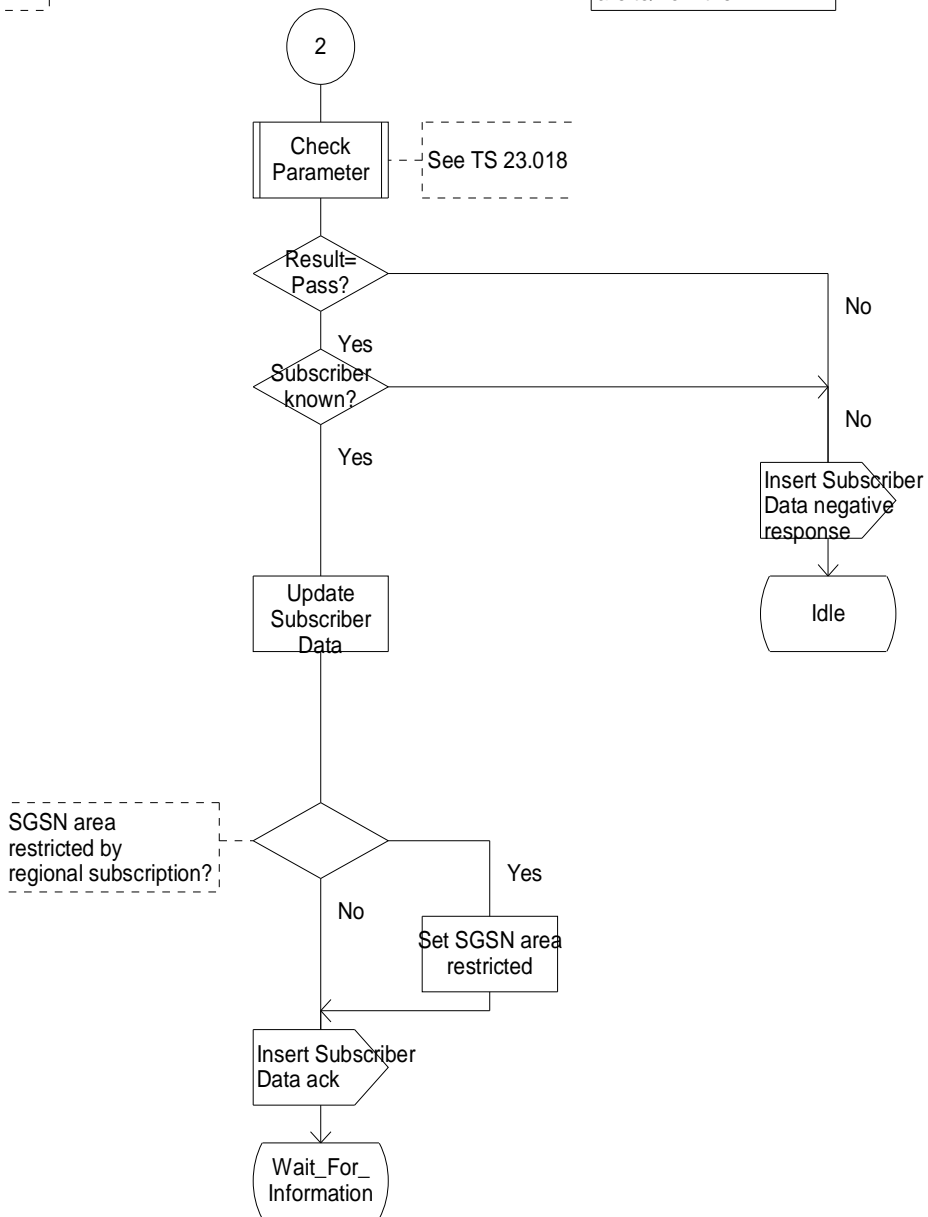 2
Check
Parameter
See TS 23.018
Result=
Pass?
No
Yes
Subscriber
known?
No
Yes
Insert Subscriber
Data negative
response
Update
Subscriber
Data
Idle
SGSN area
restricted by
regional subscription?
Yes
No
Set SGSN area
restricted
Insert Subscriber
Data ack
Wait_For_
Information